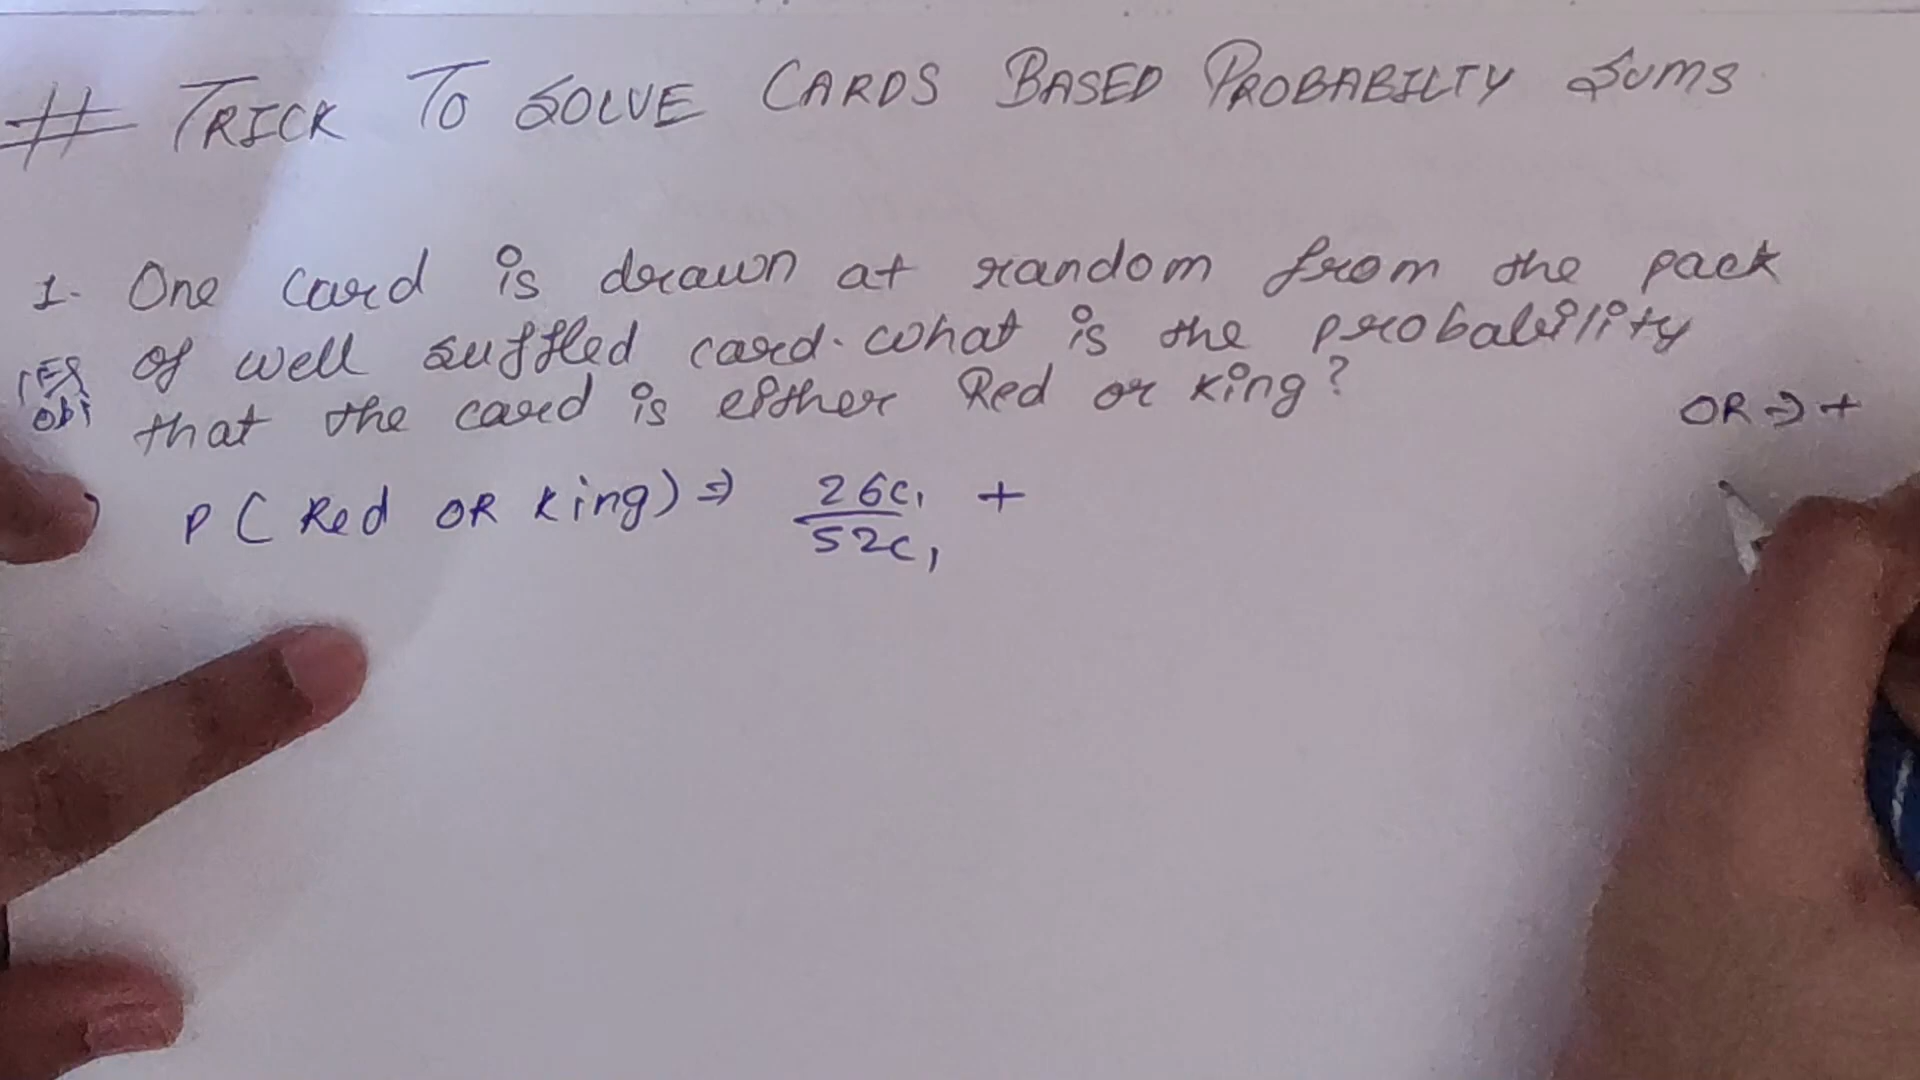 # TRICK TO SOLVE CARDS BASED PROBABILTY SUMS
1. One card is drawn at random from the pack
of well suffled card. what is the probability
that the card is either Red or King?
OR ⇒ +
P ( Red OR King) ⇒ 26C₁/52C₁ +